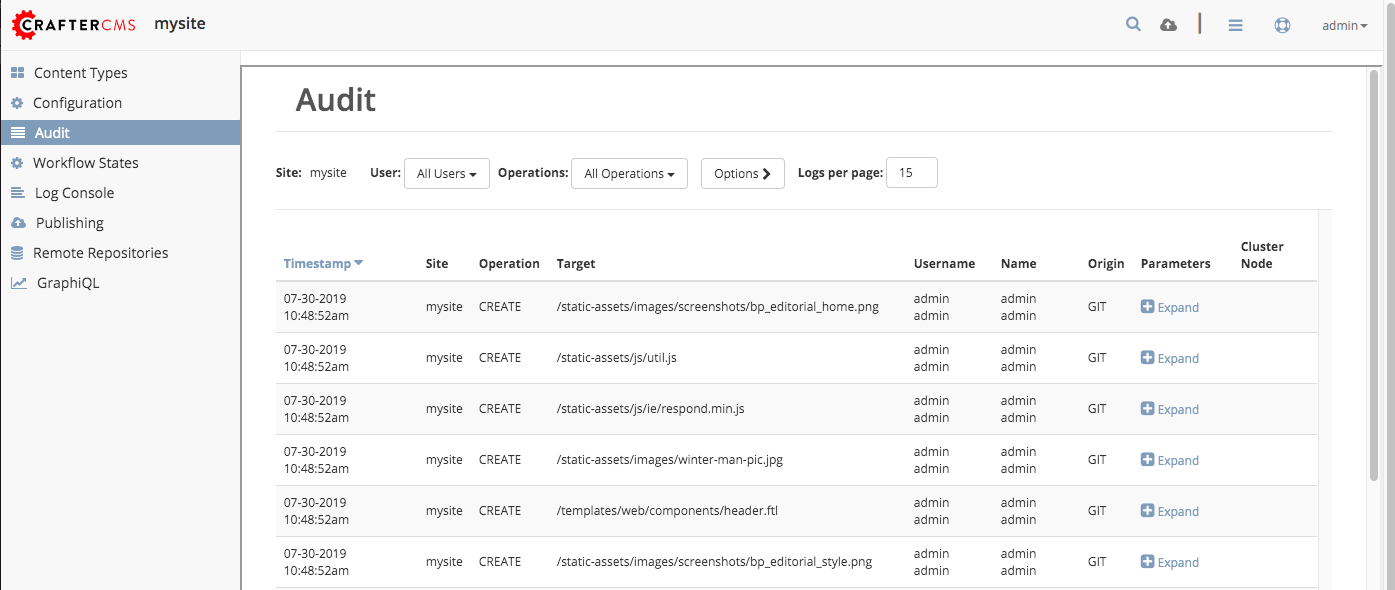 CRAFTERCMS mysite admin
Content Types
Configuration
Audit
Workflow States
Log Console
Publishing
Remote Repositories
GraphiQL
Audit
Site: mysite User: All Users Operations: All Operations Options Logs per page: 15
Timestamp Site Operation Target Username Name Origin Parameters Cluster
Node
07-30-2019
10:48:52am mysite CREATE /static-assets/images/screenshots/bp_editorial_home.png admin
admin admin
admin GIT Expand
07-30-2019
10:48:52am mysite CREATE /static-assets/js/util.js admin
admin admin
admin GIT Expand
07-30-2019
10:48:52am mysite CREATE /static-assets/js/ie/respond.min.js admin
admin admin
admin GIT Expand
07-30-2019
10:48:52am mysite CREATE /static-assets/images/winter-man-pic.jpg admin
admin admin
admin GIT Expand
07-30-2019
10:48:52am mysite CREATE /templates/web/components/header.ftl admin
admin admin
admin GIT Expand
07-30-2019
10:48:52am mysite CREATE /static-assets/images/screenshots/bp_editorial_style.png admin
admin admin
admin GIT Expand